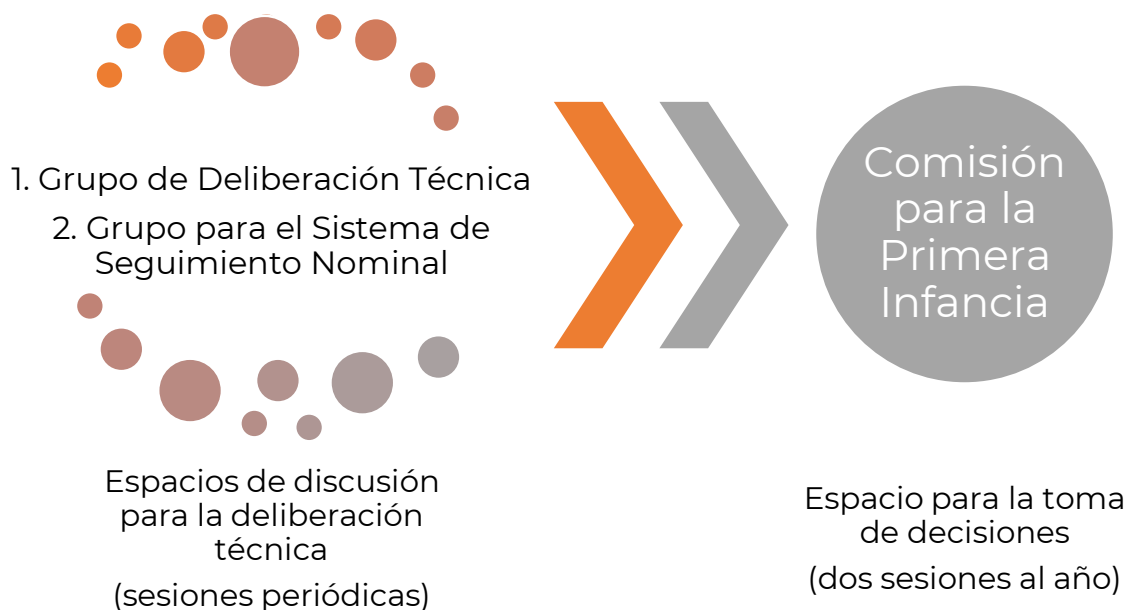 1. Grupo de Deliberación Técnica
2. Grupo para el Sistema de
Seguimiento Nominal
Espacios de discusión
para la deliberación
técnica
(sesiones periódicas)
Comisión
para la
Primera
Infancia
Espacio para la toma
de decisiones
(dos sesiones al año)